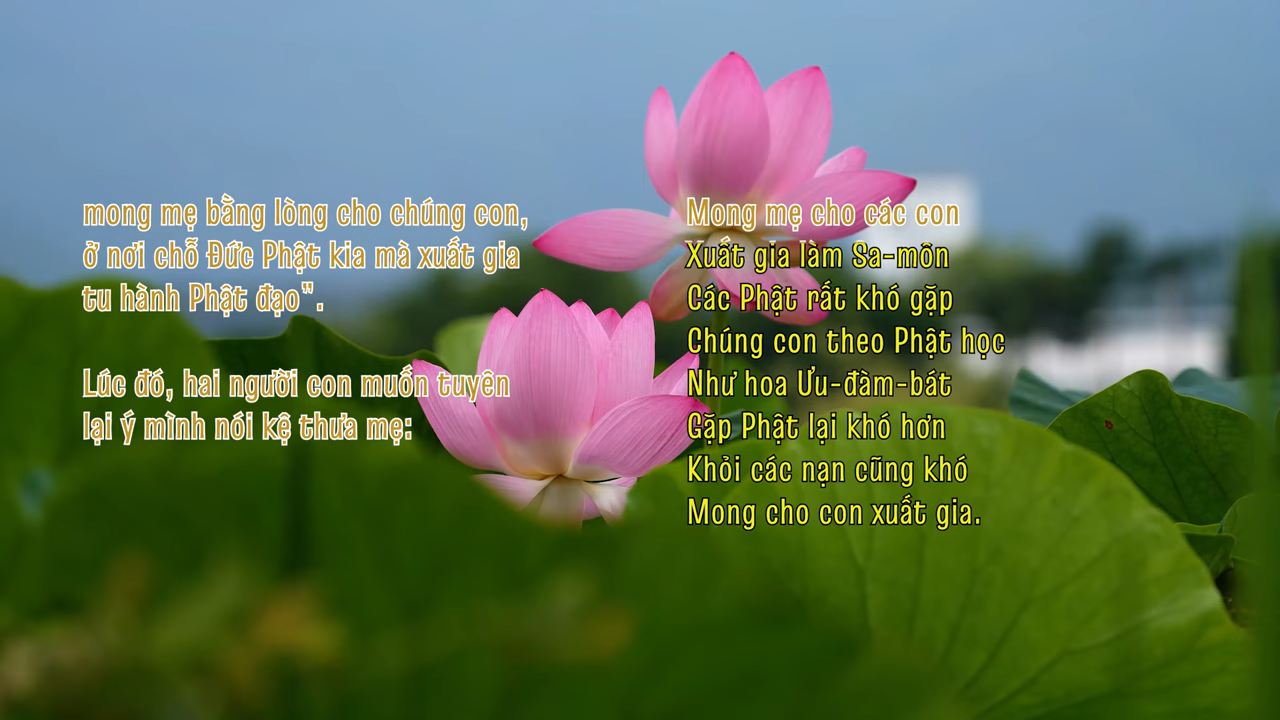 mong mẹ bằng lòng cho chúng con,
ở nơi chỗ Đức Phật kia mà xuất gia
tu hành Phật đạo”.
Lúc đó, hai người con muốn tuyên
lại ý mình nói kệ thưa mẹ:
Mong mẹ cho các con
Xuất gia làm Sa-môn
Các Phật rất khó gặp
Chúng con theo Phật học
Như hoa Ưu-đàm-bát
Gặp Phật lại khó hơn
Khỏi các nạn cũng khó
Mong cho con xuất gia.